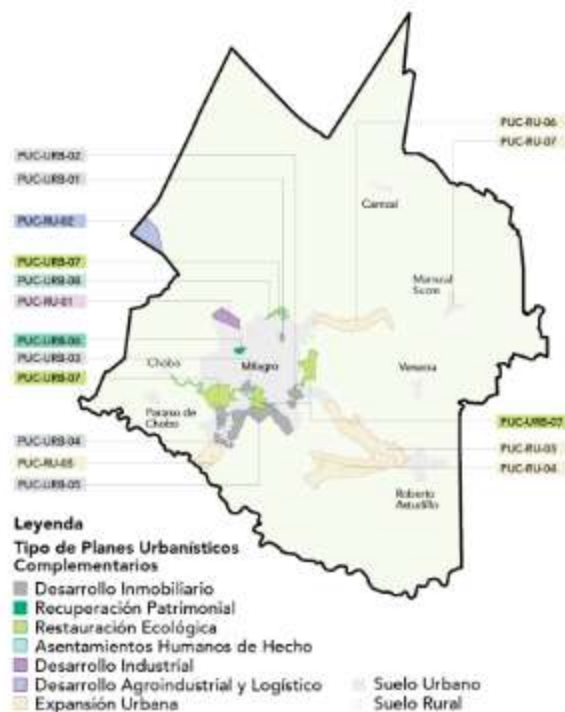 PUC-RU-06
PUC-RU-07
PUC-URB-02
PUC-URB-01
Carrizal
PUC-RU-02
PUC-URB-07
PUC-URB-08
Mariscal
Sucre
PUC-RU-01
PUC-URB-06
PUC-URB-03
Chobo
Milagro
Venecia
PUC-URB-07
Paraíso de
Chobo
PUC-URB-07
PUC-URB-04
PUC-RU-03
PUC-RU-05
PUC-RU-04
PUC-URB-05
Roberto
Astudillo
Leyenda
Tipo de Planes Urbanísticos
Complementarios
Desarrollo Inmobiliario
Recuperación Patrimonial
Restauración Ecológica
Asentamientos Humanos de Hecho
Desarrollo Industrial
Desarrollo Agroindustrial y Logístico
Suelo Urbano
Expansión Urbana
Suelo Rural